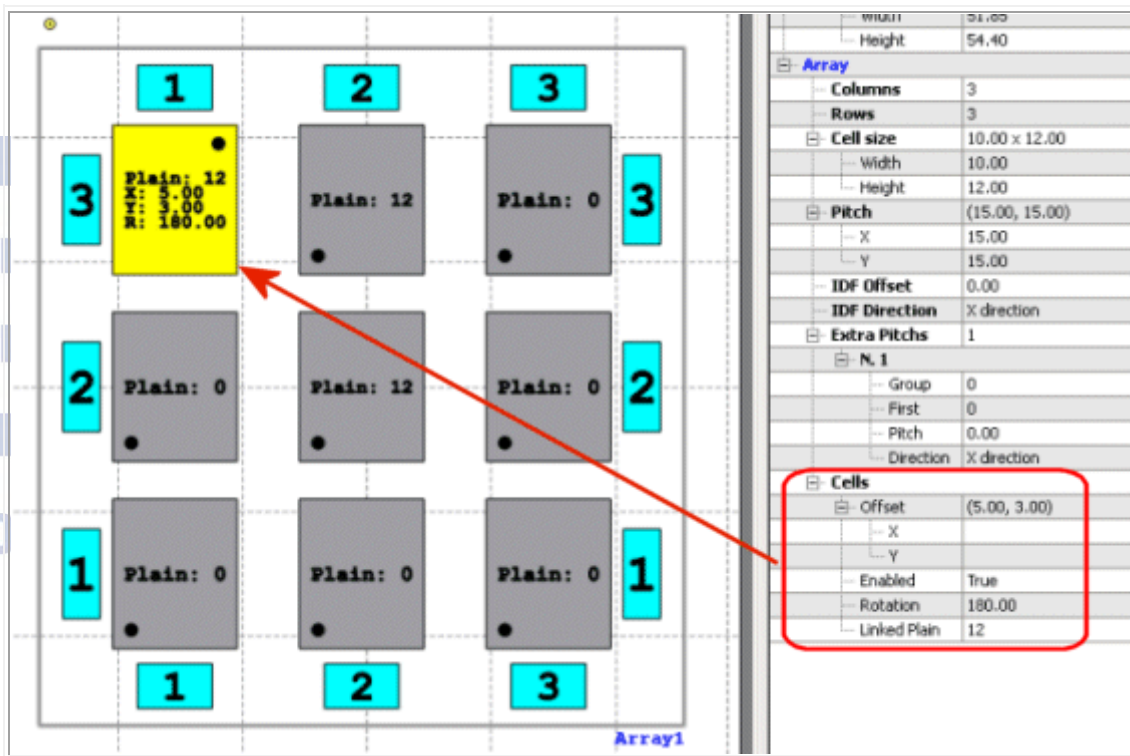 Width 51.85
Height 54.40
Array
Columns 3
Rows 3
Cell size 10.00 x 12.00
Width 10.00
Height 12.00
Pitch (15.00, 15.00)
X 15.00
Y 15.00
IDF Offset 0.00
IDF Direction X direction
Extra Pitchs 1
N. 1
Group 0
First 0
Pitch 0.00
Direction X direction
Cells
Offset (5.00, 3.00)
X
Y
Enabled True
Rotation 180.00
Linked Plain 12
1 2 3
3 Plain: 12
X: 5.00
Y: 3.00
R: 180.00
Plain: 12 Plain: 0 3
2 Plain: 0 Plain: 12 Plain: 0 2
1 Plain: 0 Plain: 0 Plain: 0 1
1 2 3
Array1